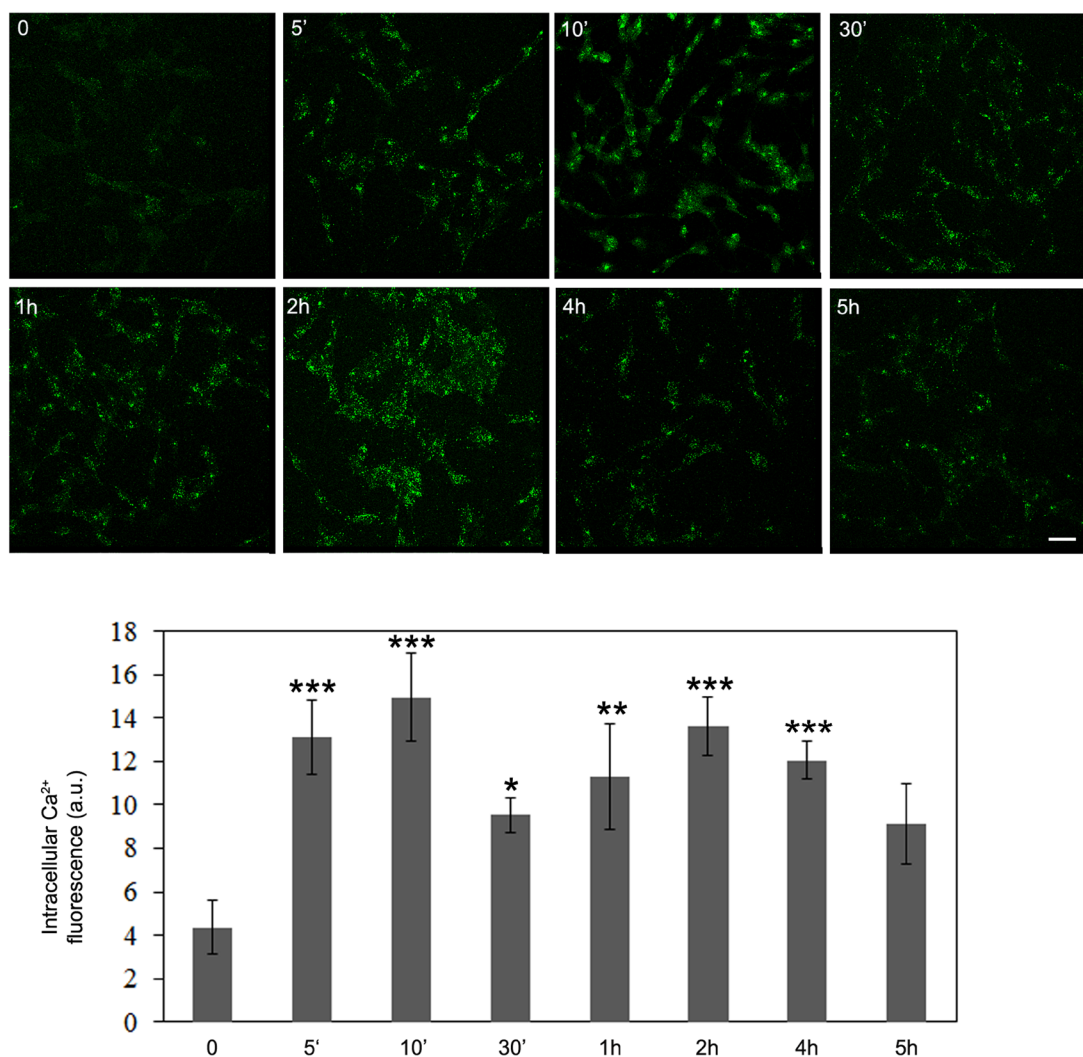 0
5’
10’
30’
1h
2h
4h
5h
18
16
14
12
10
8
6
4
2
0
Intracellular Ca²⁺
fluorescence (a.u.)
***
***
*
**
***
***
0 5‘ 10’ 30’ 1h 2h 4h 5h